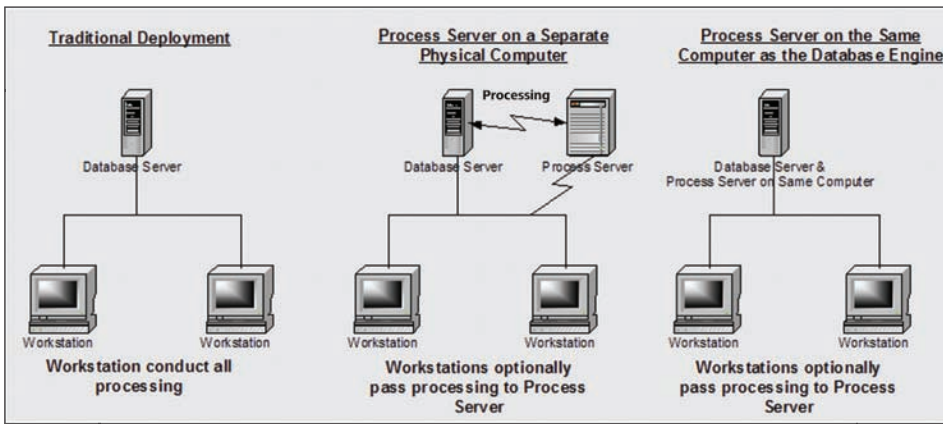 Traditional Deployment
Database Server
Workstation
Workstation
Workstation conduct all
processing
Process Server on a Separate
Physical Computer
Processing
Database Server
Process Server
Workstation
Workstation
Workstations optionally
pass processing to Process
Server
Process Server on the Same
Computer as the Database Engine
Database Server &
Process Server on Same Computer
Workstation
Workstation
Workstations optionally
pass processing to Process
Server